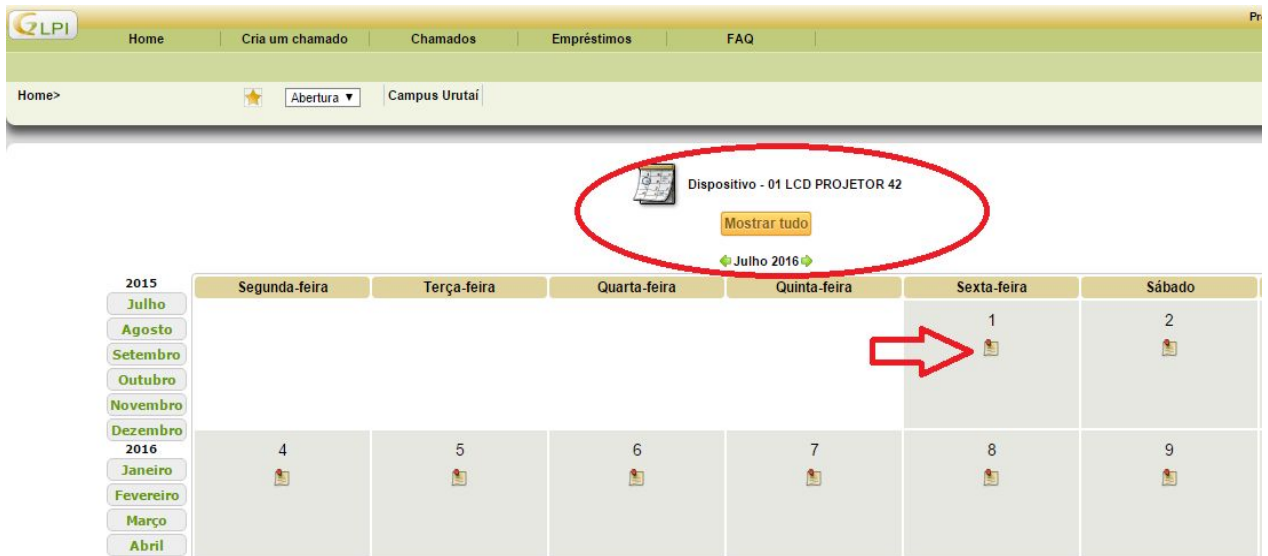 GLPI
Pr
Home Cria um chamado Chamados Empréstimos FAQ
Home> Abertura ▼ Campus Urutaí
Dispositivo - 01 LCD PROJETOR 42
Mostrar tudo
Julho 2016
2015 Segunda-feira Terça-feira Quarta-feira Quinta-feira Sexta-feira Sábado
Julho
1 2
Agosto
Setembro
Outubro
Novembro
Dezembro
2016
4 5 6 7 8 9
Janeiro
Fevereiro
Março
Abril